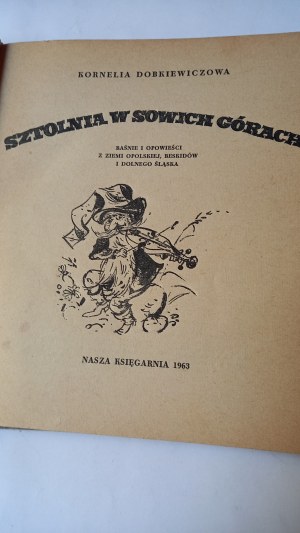 KORNELIA DOBKIEWICZOWA
SZTOLNIA W SOWICH GÓRACH
BAŚNIE I OPOWIEŚCI
Z ZIEMI OPOLSKIEJ, BESKIDÓW
I DOLNEGO ŚLĄSKA
NASZA KSIĘGARNIA 1963